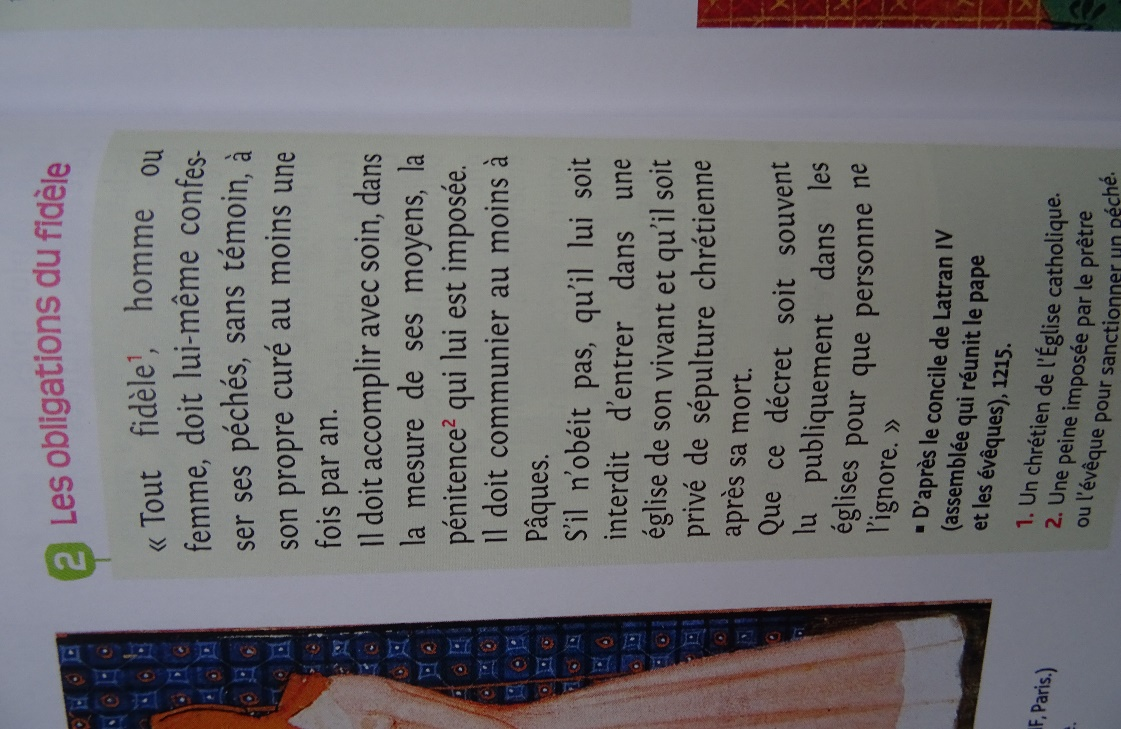 2 Les obligations du fidèle
« Tout fidèle1, homme ou
femme, doit lui-même confes-
ser ses péchés, sans témoin, à
son propre curé au moins une
fois par an.
Il doit accomplir avec soin, dans
la mesure de ses moyens, la
pénitence2 qui lui est imposée.
Il doit communier au moins à
Pâques.
S'il n'obéit pas, qu'il lui soit
interdit d'entrer dans une
église de son vivant et qu'il soit
privé de sépulture chrétienne
après sa mort.
Que ce décret soit souvent
lu publiquement dans les
églises pour que personne ne
l'ignore. »
▪ D'après le concile de Latran IV
(assemblée qui réunit le pape
et les évêques), 1215.
1. Un chrétien de l'Église catholique.
2. Une peine imposée par le prêtre
ou l'évêque pour sanctionner un péché.
F, Paris.)